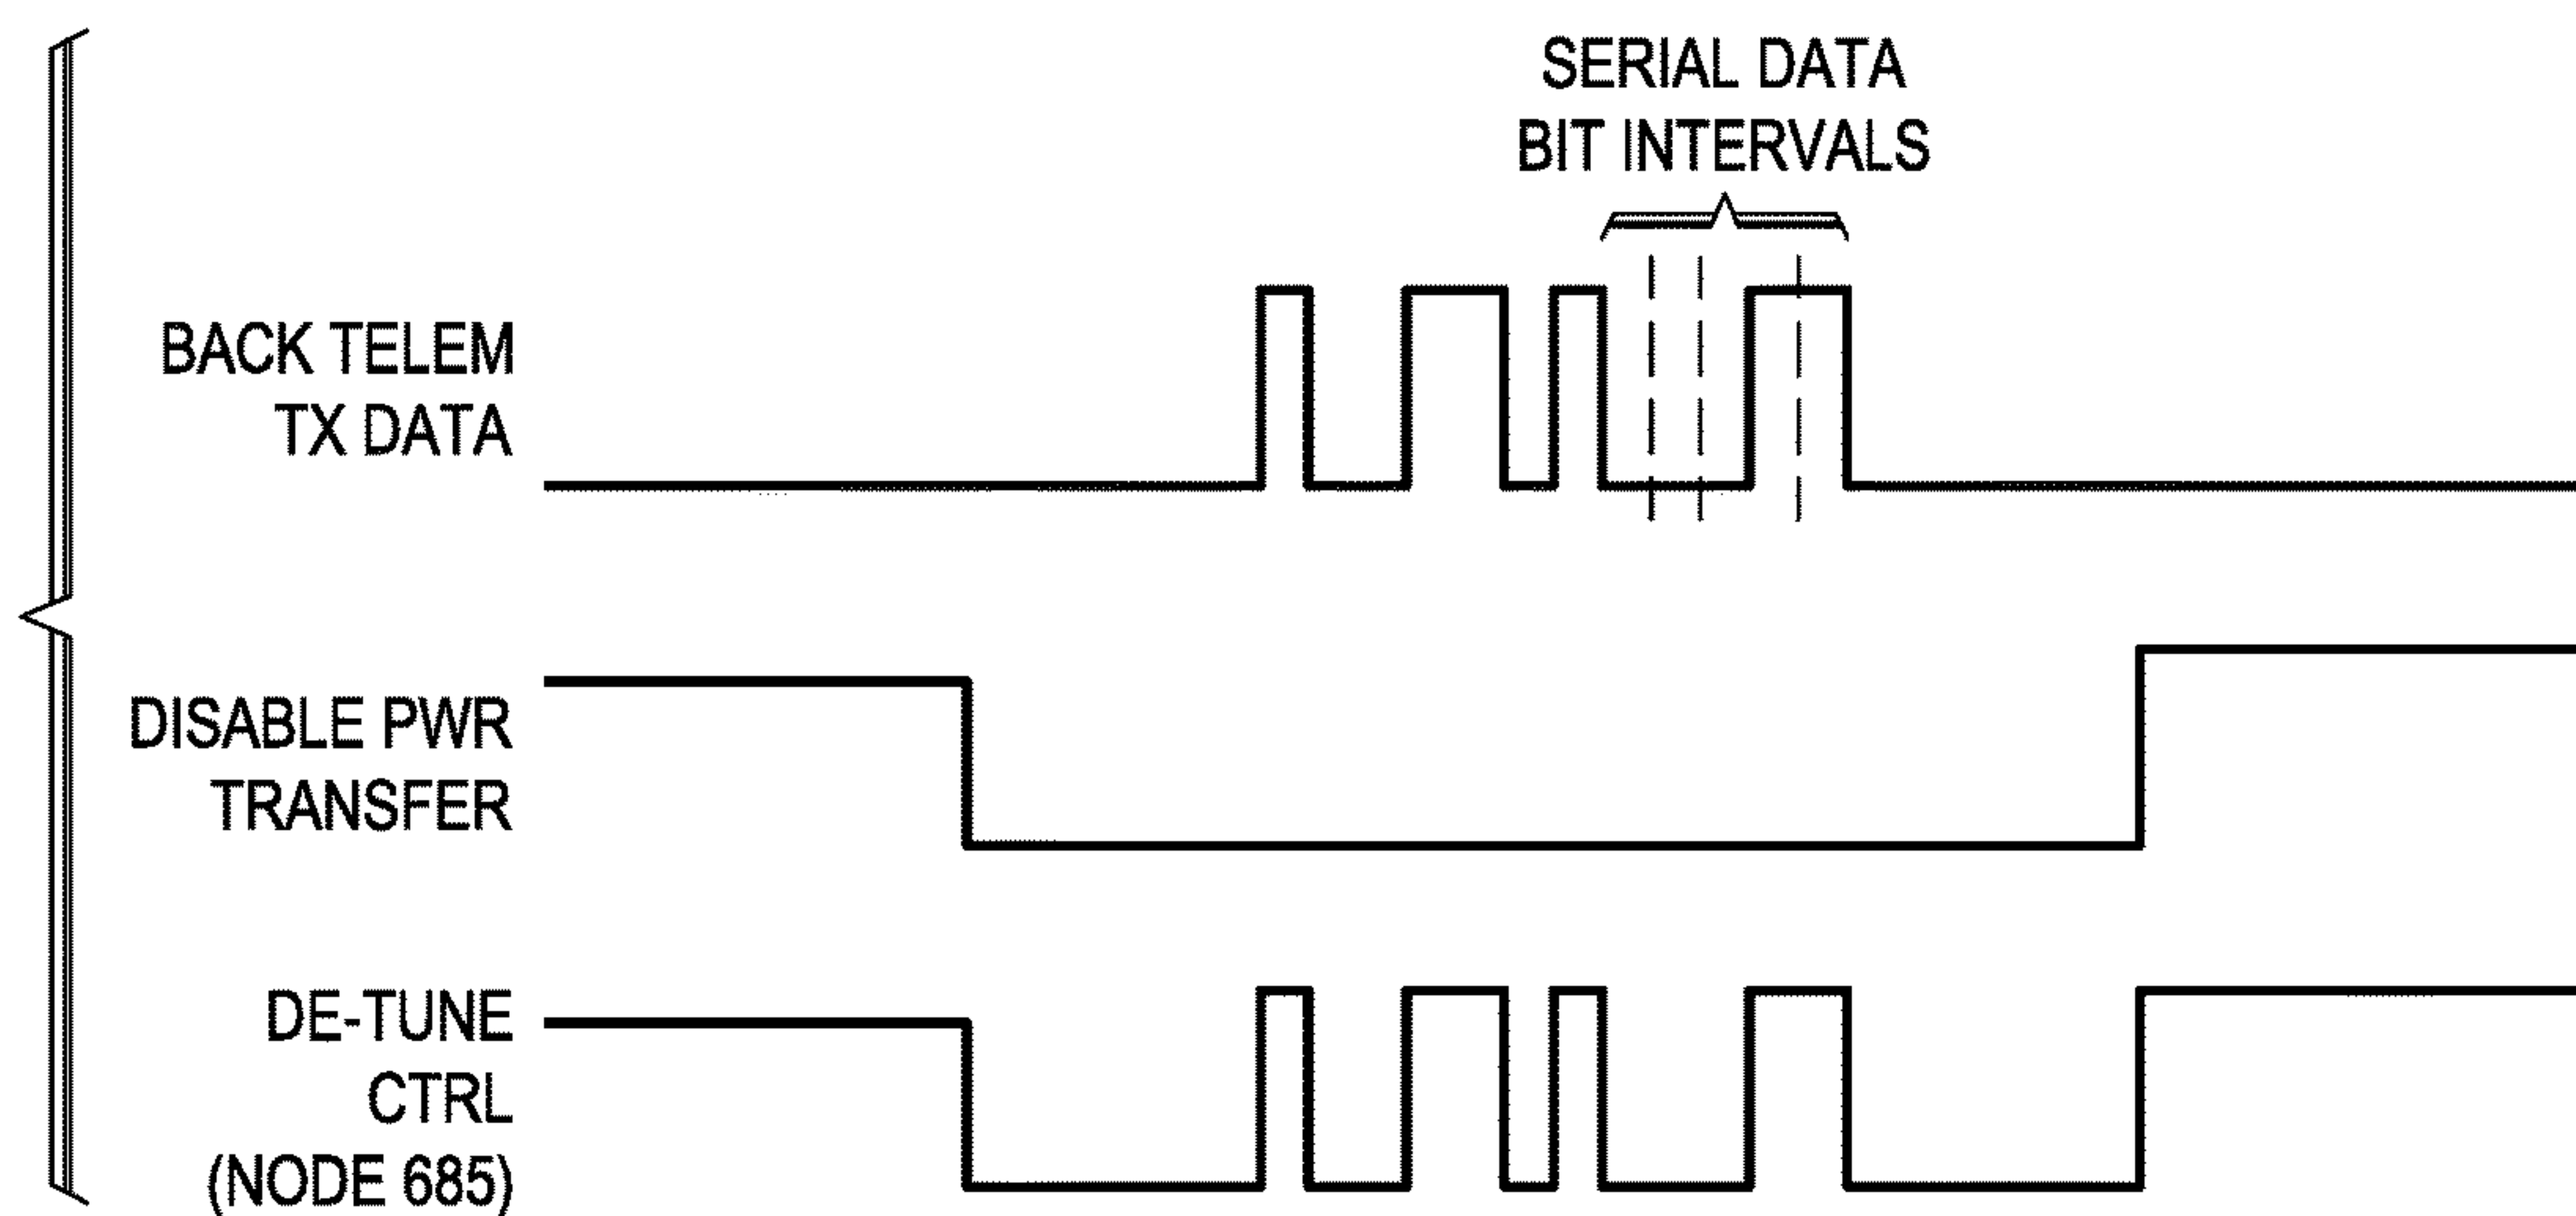 SERIAL DATA
BIT INTERVALS
BACK TELEM
TX DATA
DISABLE PWR
TRANSFER
DE-TUNE
CTRL
(NODE 685)